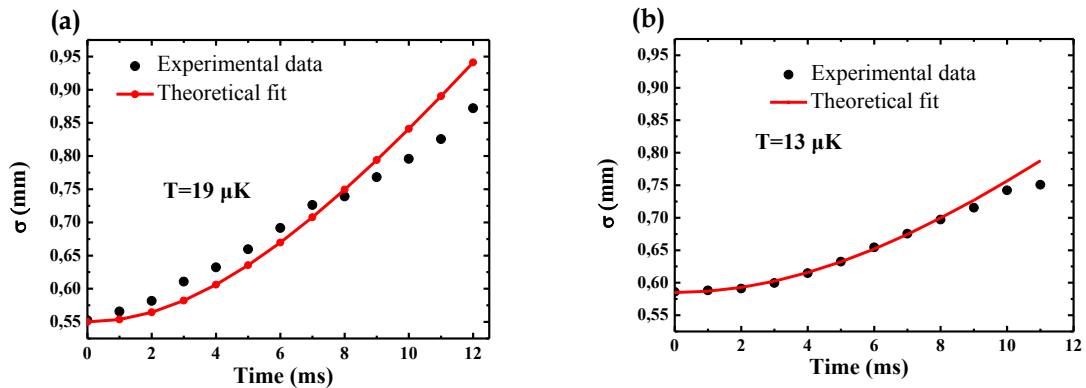 (a)
0,95
0,90
0,85
0,80
0,75
0,70
0,65
0,60
0,55
σ (mm)
Experimental data
Theoretical fit
T=19 μK
0 2 4 6 8 10 12
Time (ms)
(b)
0,95
0,90
0,85
0,80
0,75
0,70
0,65
0,60
0,55
σ (mm)
Experimental data
Theoretical fit
T=13 μK
0 2 4 6 8 10 12
Time (ms)